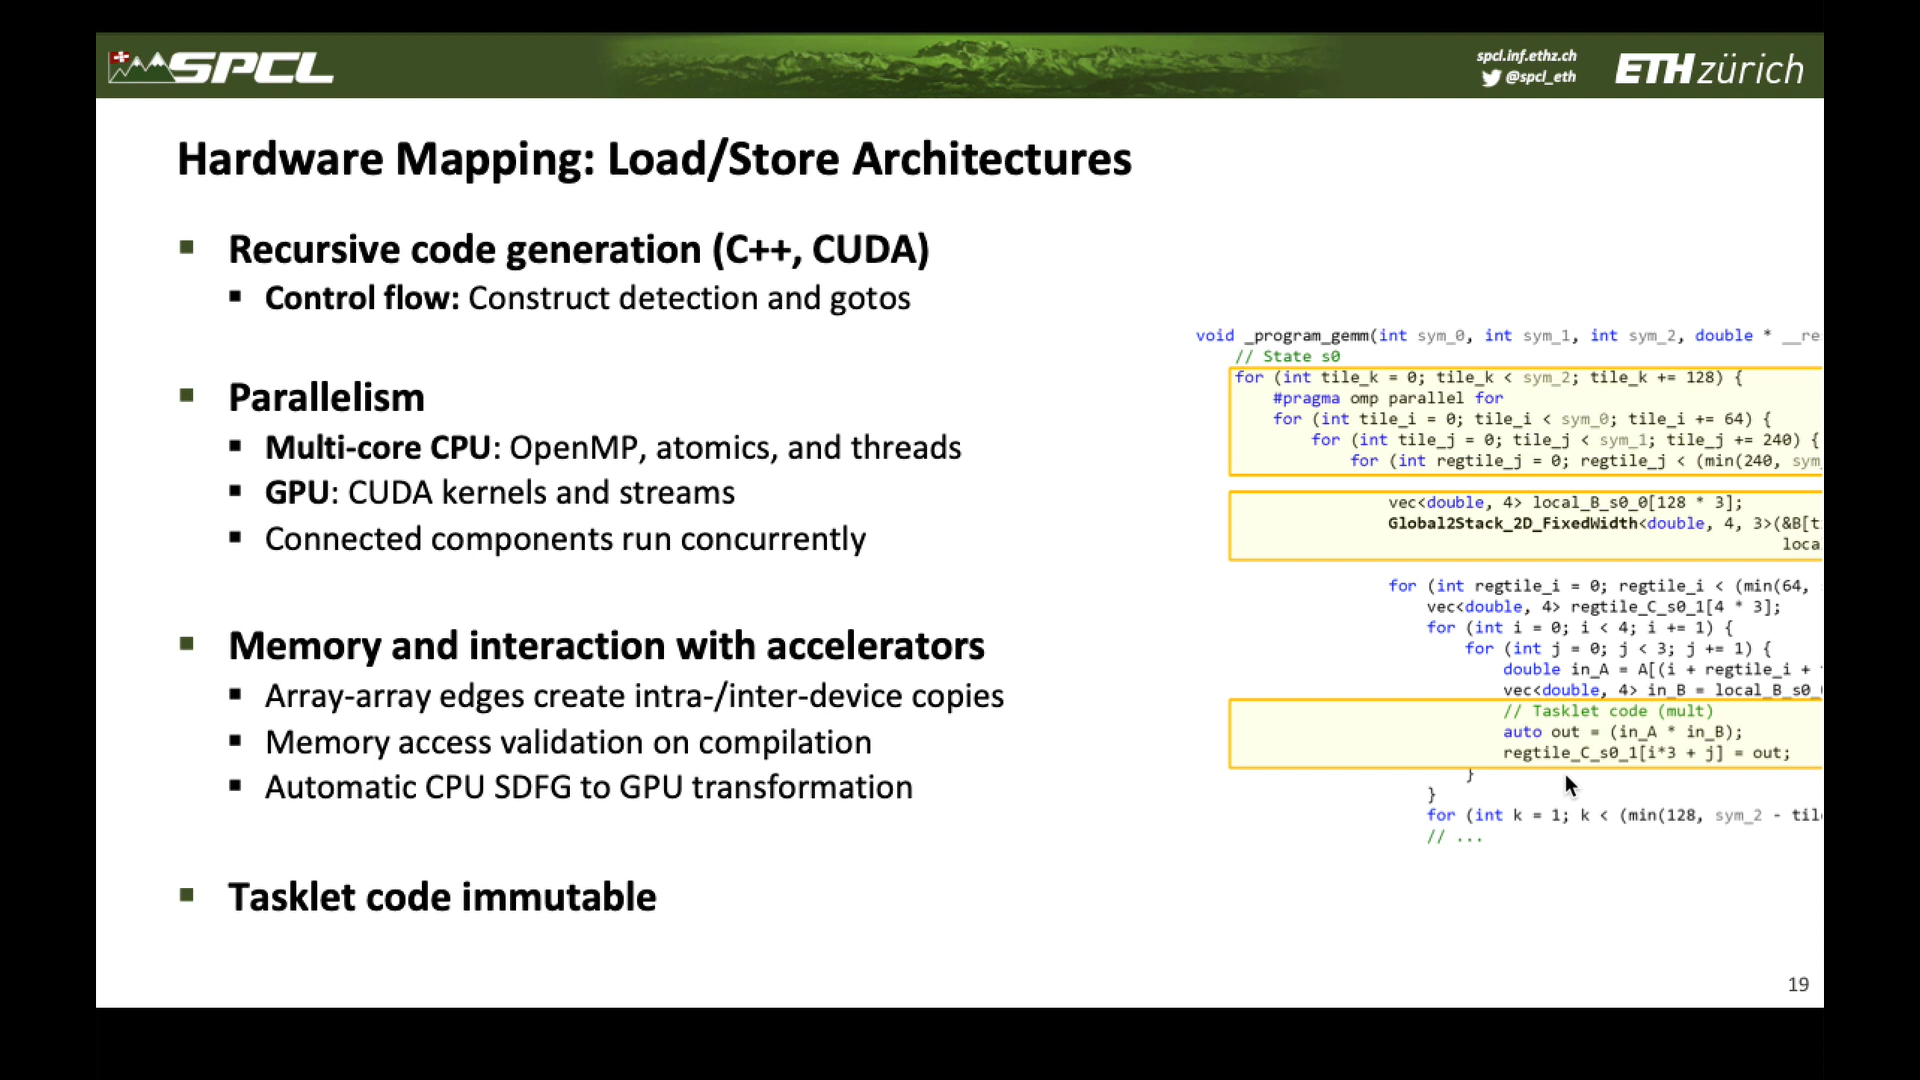 SPCL
spcl.inf.ethz.ch
@spcl_eth
ETH zürich
Hardware Mapping: Load/Store Architectures
Recursive code generation (C++, CUDA)
Control flow: Construct detection and gotos
Parallelism
Multi-core CPU: OpenMP, atomics, and threads
GPU: CUDA kernels and streams
Connected components run concurrently
Memory and interaction with accelerators
Array-array edges create intra-/inter-device copies
Memory access validation on compilation
Automatic CPU SDFG to GPU transformation
Tasklet code immutable
void _program_gemm(int sym_0, int sym_1, int sym_2, double * __re
// State s0
for (int tile_k = 0; tile_k < sym_2; tile_k += 128) {
#pragma omp parallel for
for (int tile_i = 0; tile_i < sym_0; tile_i += 64) {
for (int tile_j = 0; tile_j < sym_1; tile_j += 240) {
for (int regtile_j = 0; regtile_j < (min(240, sym_
vec<double, 4> local_B_s0_0[128 * 3];
Global2Stack_2D_FixedWidth<double, 4, 3>(&B[t
loca
for (int regtile_i = 0; regtile_i < (min(64,
vec<double, 4> regtile_C_s0_1[4 * 3];
for (int i = 0; i < 4; i += 1) {
for (int j = 0; j < 3; j += 1) {
double in_A = A[(i + regtile_i +
vec<double, 4> in_B = local_B_s0_
// Tasklet code (mult)
auto out = (in_A * in_B);
regtile_C_s0_1[i*3 + j] = out;
}
}
for (int k = 1; k < (min(128, sym_2 - til
// ...
19